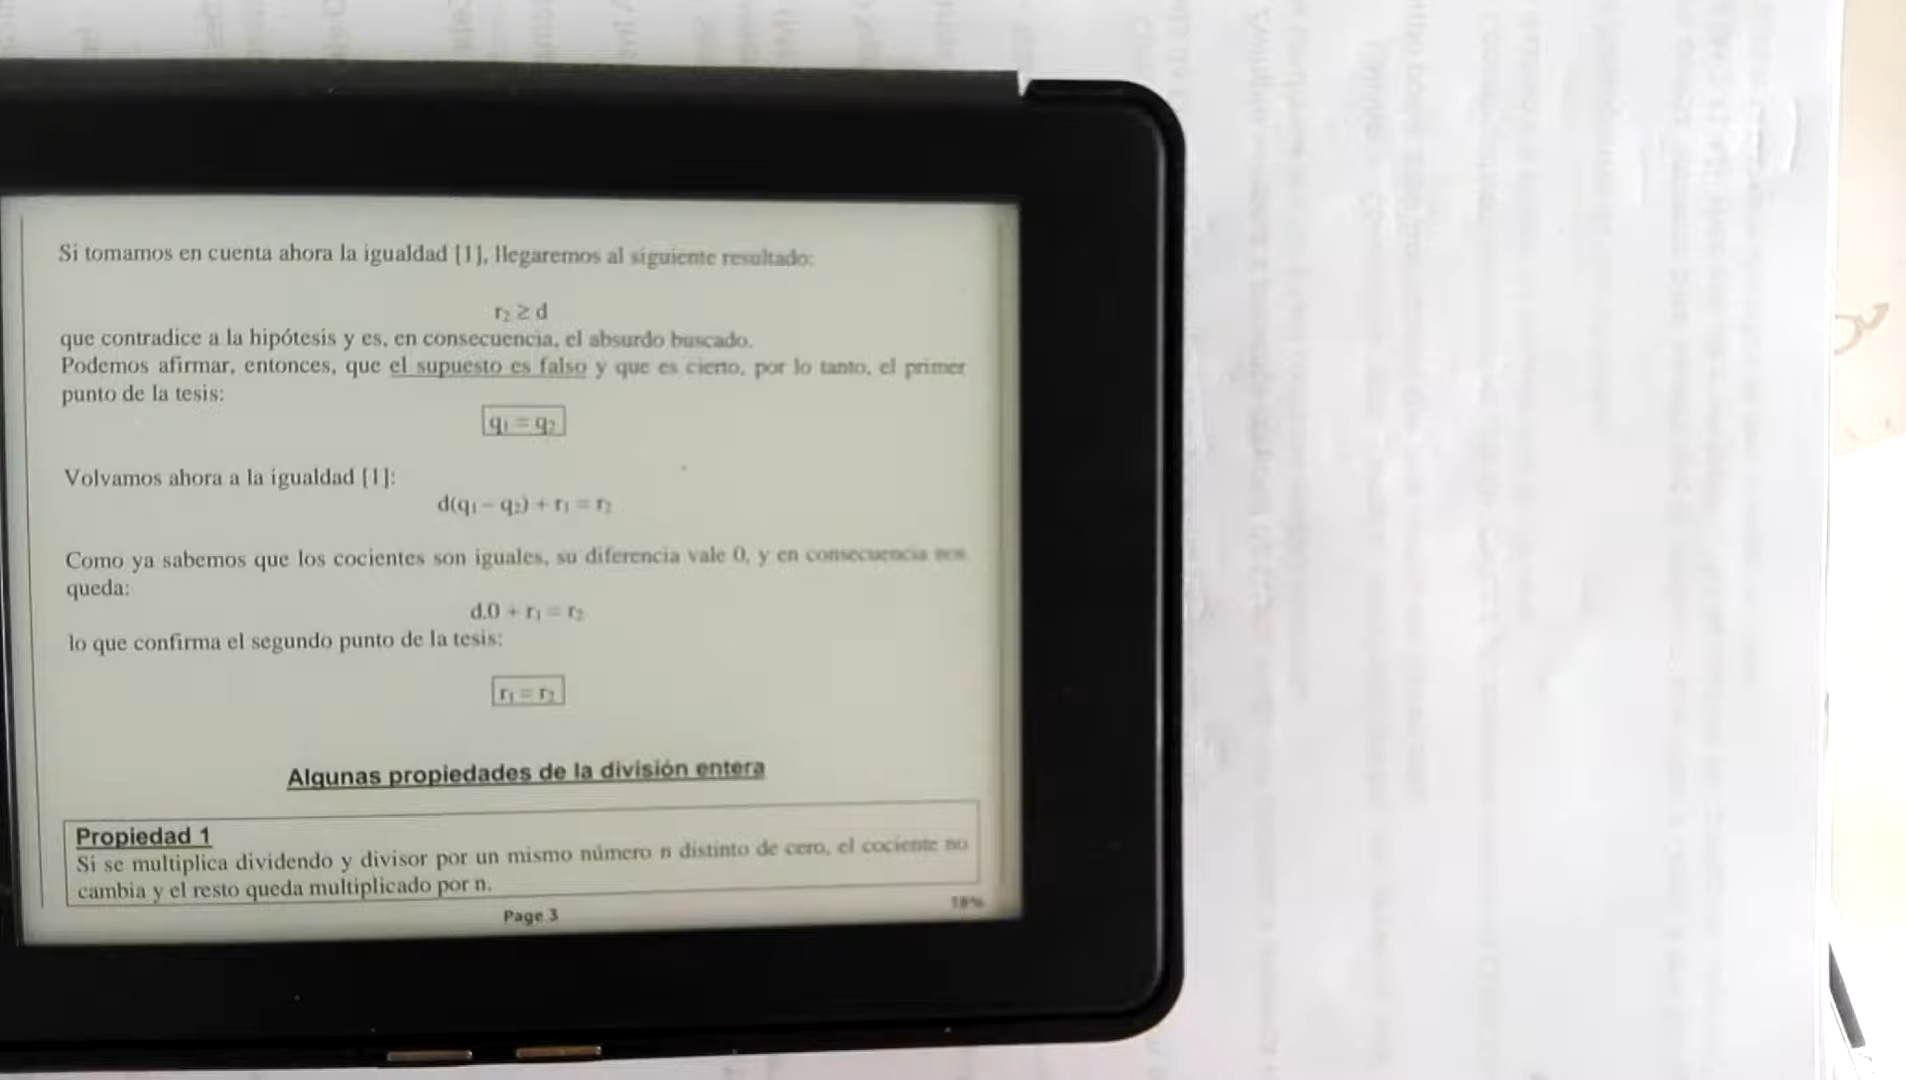 Si tomamos en cuenta ahora la igualdad [1], llegaremos al siguiente resultado:
r₂ ≥ d
que contradice a la hipótesis y es, en consecuencia, el absurdo buscado.
Podemos afirmar, entonces, que el supuesto es falso y que es cierto, por lo tanto, el primer
punto de la tesis:
q₁ = q₂
Volvamos ahora a la igualdad [1]:
d(q₁ − q₂) + r₁ = r₂
Como ya sabemos que los cocientes son iguales, su diferencia vale 0, y en consecuencia nos
queda:
d.0 + r₁ = r₂
lo que confirma el segundo punto de la tesis:
r₁ = r₂
Algunas propiedades de la división entera
Propiedad 1
Si se multiplica dividendo y divisor por un mismo número n distinto de cero, el cociente no
cambia y el resto queda multiplicado por n.
Page 3